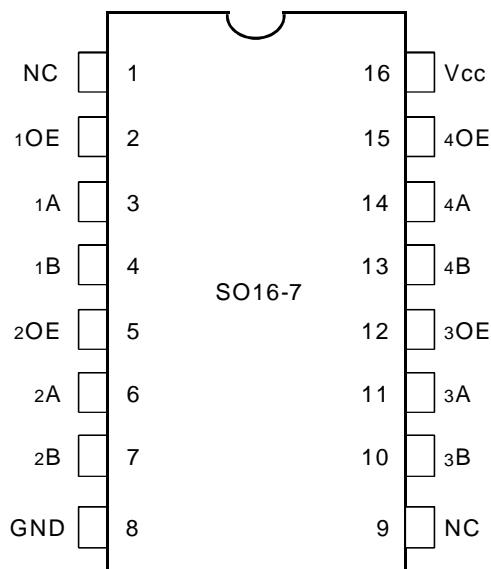 NC 1 16 Vcc
1OE 2 15 4OE
1A 3 14 4A
1B 4 13 4B
SO16-7
2OE 5 12 3OE
2A 6 11 3A
2B 7 10 3B
GND 8 9 NC